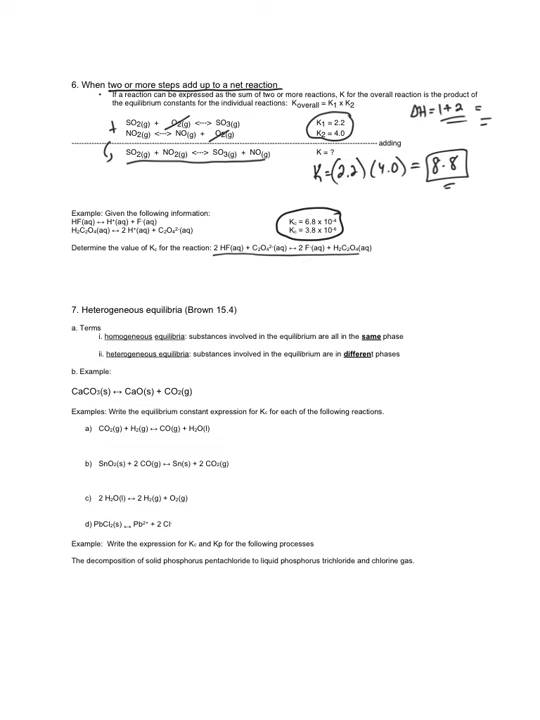 6. When two or more steps add up to a net reaction
• If a reaction can be expressed as the sum of two or more reactions, K for the overall reaction is the product of
the equilibrium constants for the individual reactions: Koverall = K1 x K2
ΔH = 1+2 =
SO2(g) + O2(g) <---> SO3(g) K1 = 2.2
NO2(g) <---> NO(g) + O2(g) K2 = 4.0
adding
SO2(g) + NO2(g) <---> SO3(g) + NO(g) K = ?
K=(2.2)(4.0) = 8.8
Example: Given the following information:
HF(aq) ↔ H⁺(aq) + F⁻(aq) Kc = 6.8 x 10⁻⁴
H₂C₂O₄(aq) ↔ 2 H⁺(aq) + C₂O₄²⁻(aq) Kc = 3.8 x 10⁻⁶
Determine the value of Kc for the reaction: 2 HF(aq) + C₂O₄²⁻(aq) ↔ 2 F⁻(aq) + H₂C₂O₄(aq)
7. Heterogeneous equilibria (Brown 15.4)
a. Terms
i. homogeneous equilibria: substances involved in the equilibrium are all in the same phase
ii. heterogeneous equilibria: substances involved in the equilibrium are in different phases
b. Example:
CaCO₃(s) ↔ CaO(s) + CO₂(g)
Examples: Write the equilibrium constant expression for Kc for each of the following reactions.
a) CO₂(g) + H₂(g) ↔ CO(g) + H₂O(l)
b) SnO₂(s) + 2 CO(g) ↔ Sn(s) + 2 CO₂(g)
c) 2 H₂O(l) ↔ 2 H₂(g) + O₂(g)
d) PbCl₂(s) ↔ Pb²⁺ + 2 Cl⁻
Example: Write the expression for Kc and Kp for the following processes
The decomposition of solid phosphorus pentachloride to liquid phosphorus trichloride and chlorine gas.